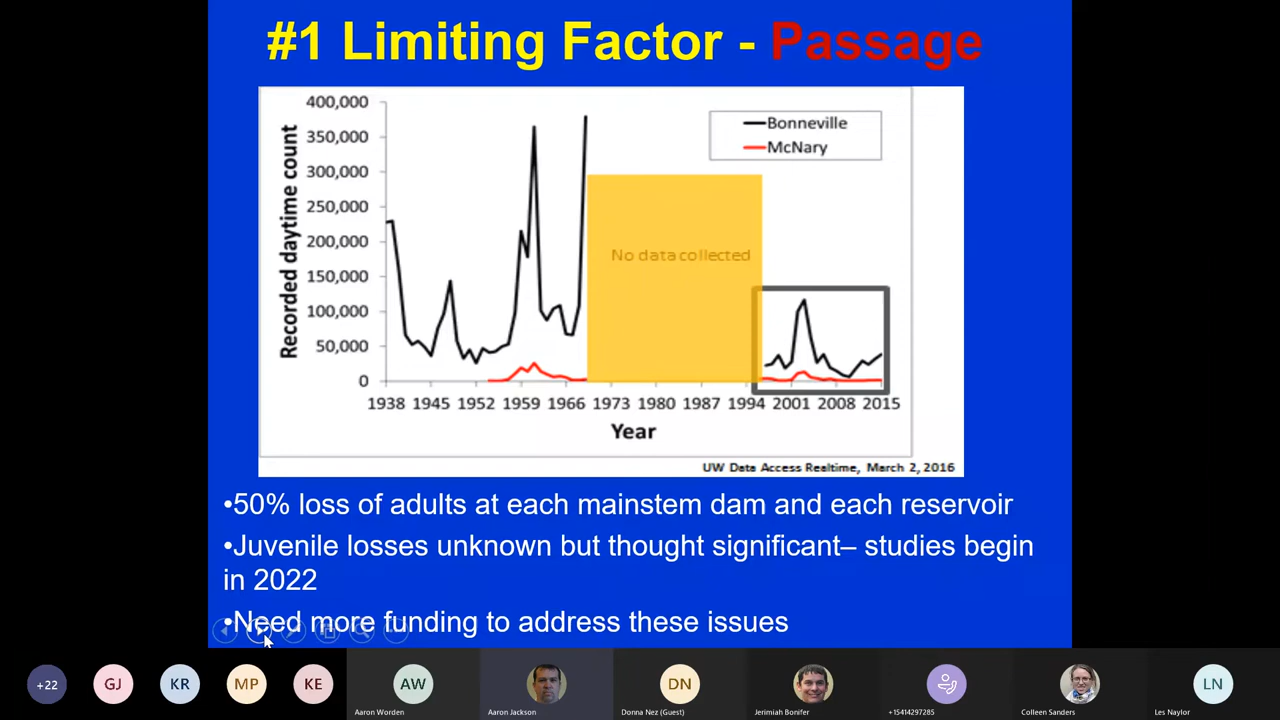 #1 Limiting Factor - Passage
400,000
350,000
300,000
250,000
200,000
150,000
100,000
50,000
0
Recorded daytime count
Bonneville
McNary
No data collected
1938 1945 1952 1959 1966 1973 1980 1987 1994 2001 2008 2015
Year
UW Data Access Realtime, March 2, 2016
•50% loss of adults at each mainstem dam and each reservoir
•Juvenile losses unknown but thought significant– studies begin
in 2022
•Need more funding to address these issues
+22 GJ KR MP KE AW DN LN
Aaron Worden Aaron Jackson Donna Nez (Guest) Jerimiah Bonifer +15414297285 Colleen Sanders Les Naylor